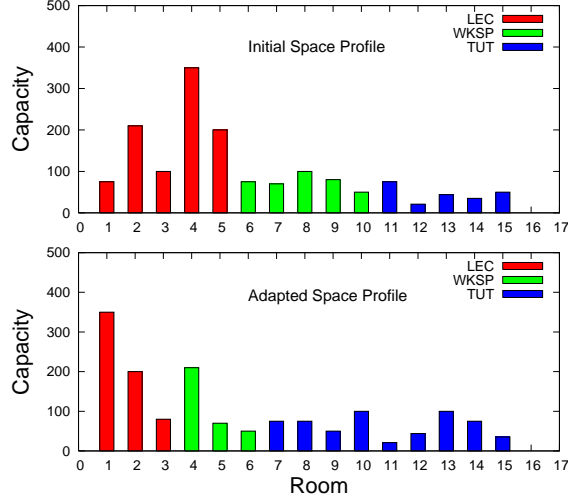 500
400
300
200
100
0
Capacity
Initial Space Profile
LEC
WKSP
TUT
0 1 2 3 4 5 6 7 8 9 10 11 12 13 14 15 16 17
500
400
300
200
100
0
Capacity
Adapted Space Profile
LEC
WKSP
TUT
0 1 2 3 4 5 6 7 8 9 10 11 12 13 14 15 16 17
Room